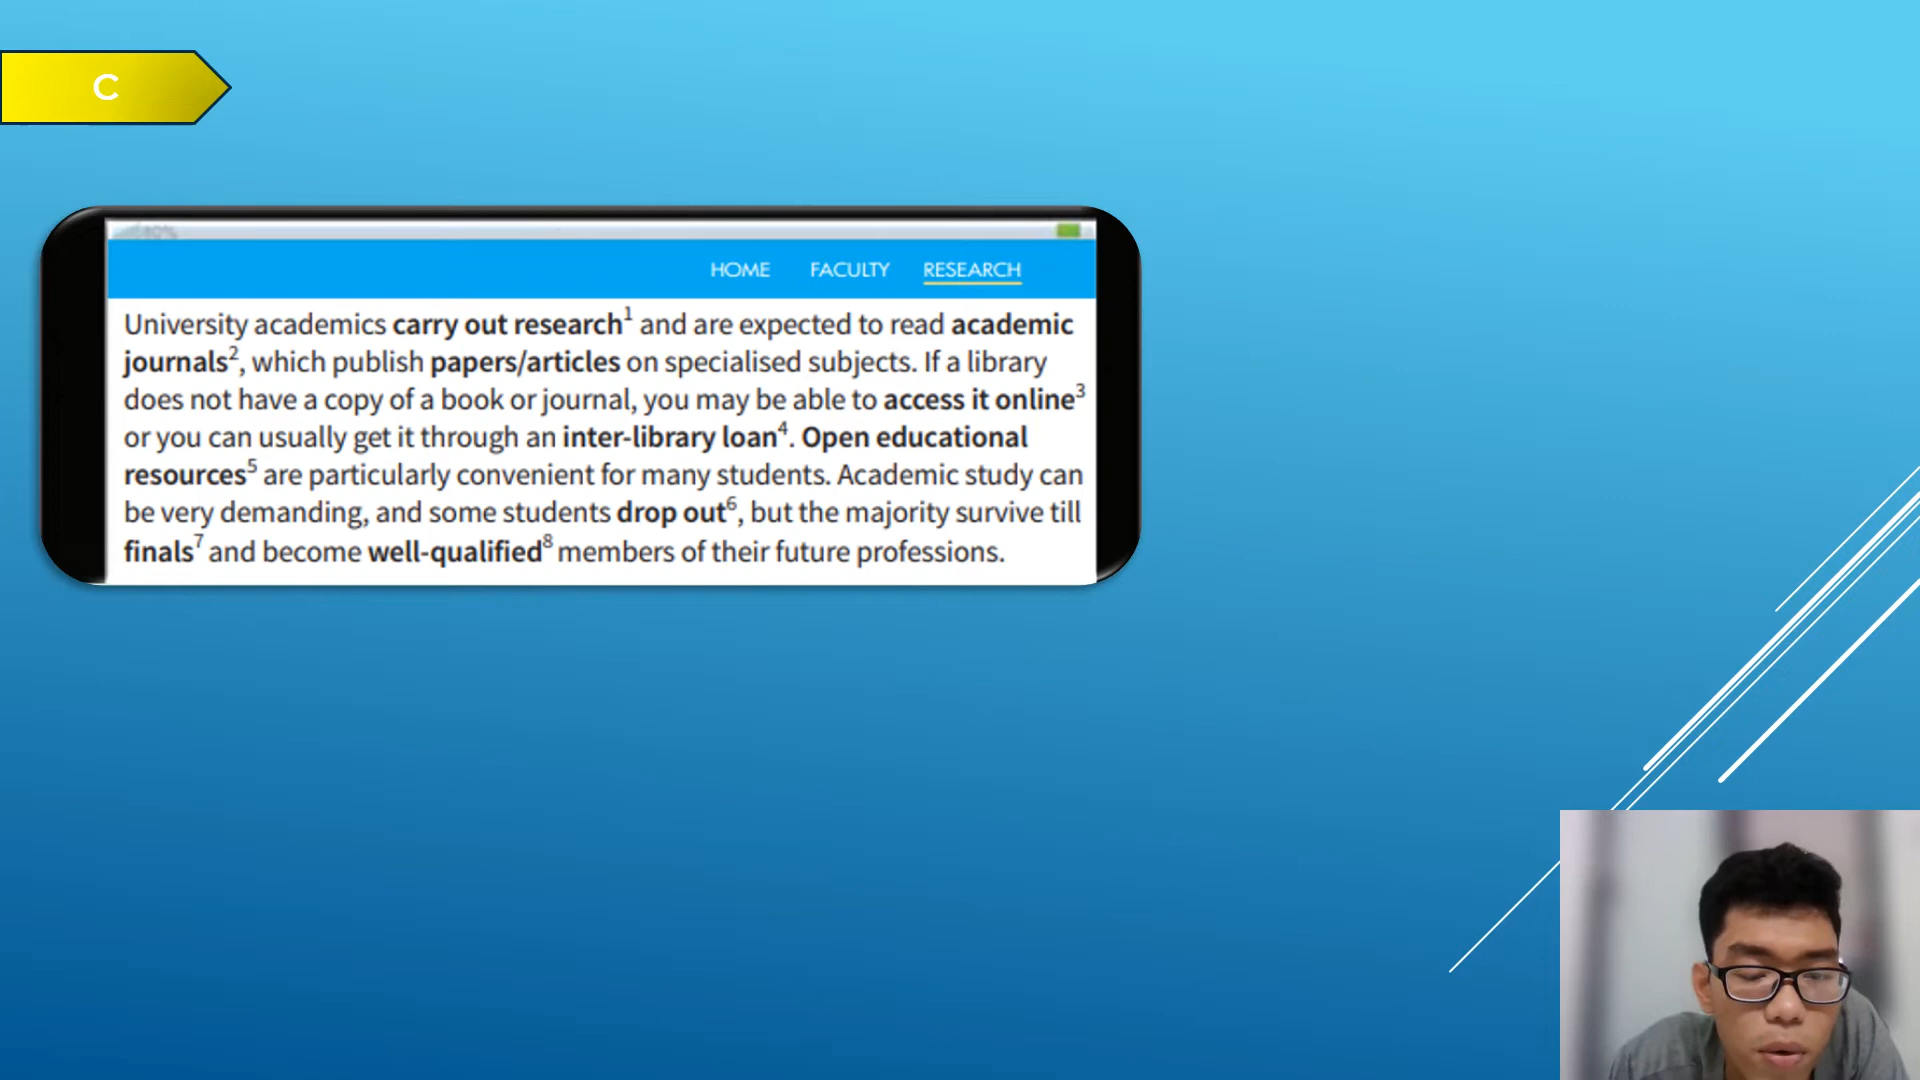 C
80%
HOME FACULTY RESEARCH
University academics carry out research¹ and are expected to read academic
journals², which publish papers/articles on specialised subjects. If a library
does not have a copy of a book or journal, you may be able to access it online³
or you can usually get it through an inter-library loan⁴. Open educational
resources⁵ are particularly convenient for many students. Academic study can
be very demanding, and some students drop out⁶, but the majority survive till
finals⁷ and become well-qualified⁸ members of their future professions.